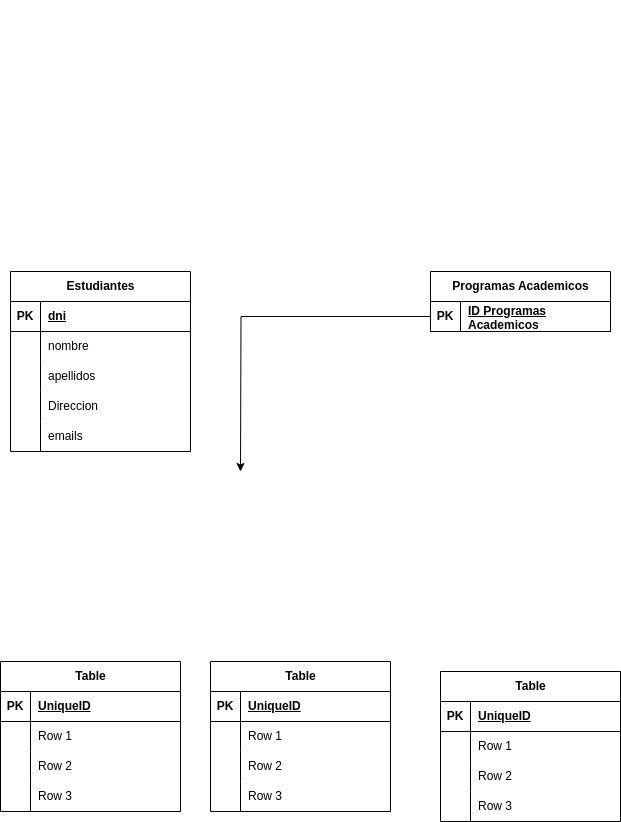 Estudiantes
PK dni
nombre
apellidos
Direccion
emails
Programas Academicos
PK ID Programas
Academicos
Table
PK UniqueID
Row 1
Row 2
Row 3
Table
PK UniqueID
Row 1
Row 2
Row 3
Table
PK UniqueID
Row 1
Row 2
Row 3